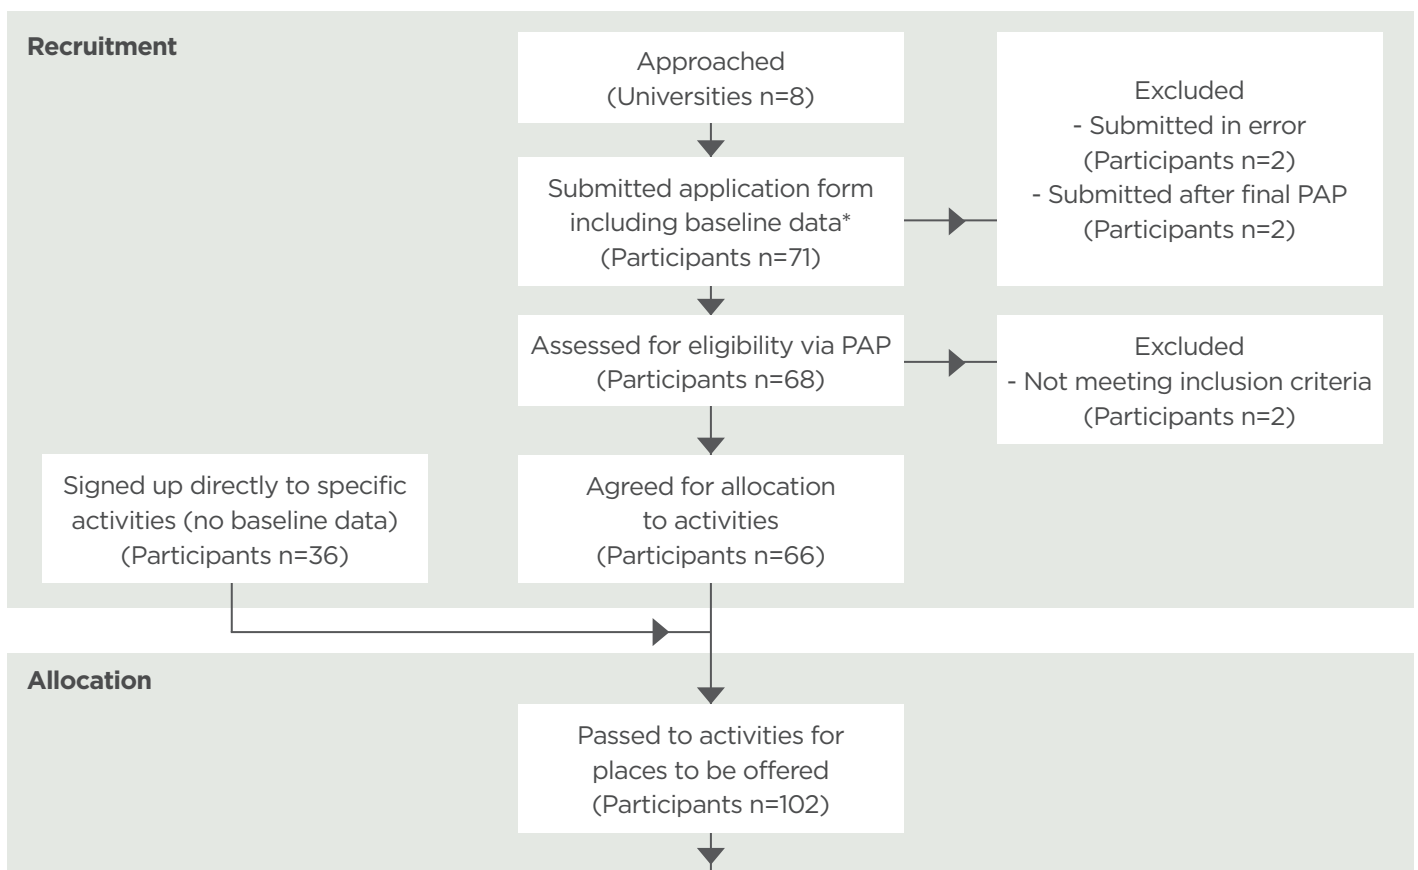 Recruitment
Approached
(Universities n=8)
Excluded
- Submitted in error
(Participants n=2)
- Submitted after final PAP
(Participants n=2)
Submitted application form
including baseline data*
(Participants n=71)
Assessed for eligibility via PAP
(Participants n=68)
Excluded
- Not meeting inclusion criteria
(Participants n=2)
Signed up directly to specific
activities (no baseline data)
(Participants n=36)
Agreed for allocation
to activities
(Participants n=66)
Allocation
Passed to activities for
places to be offered
(Participants n=102)